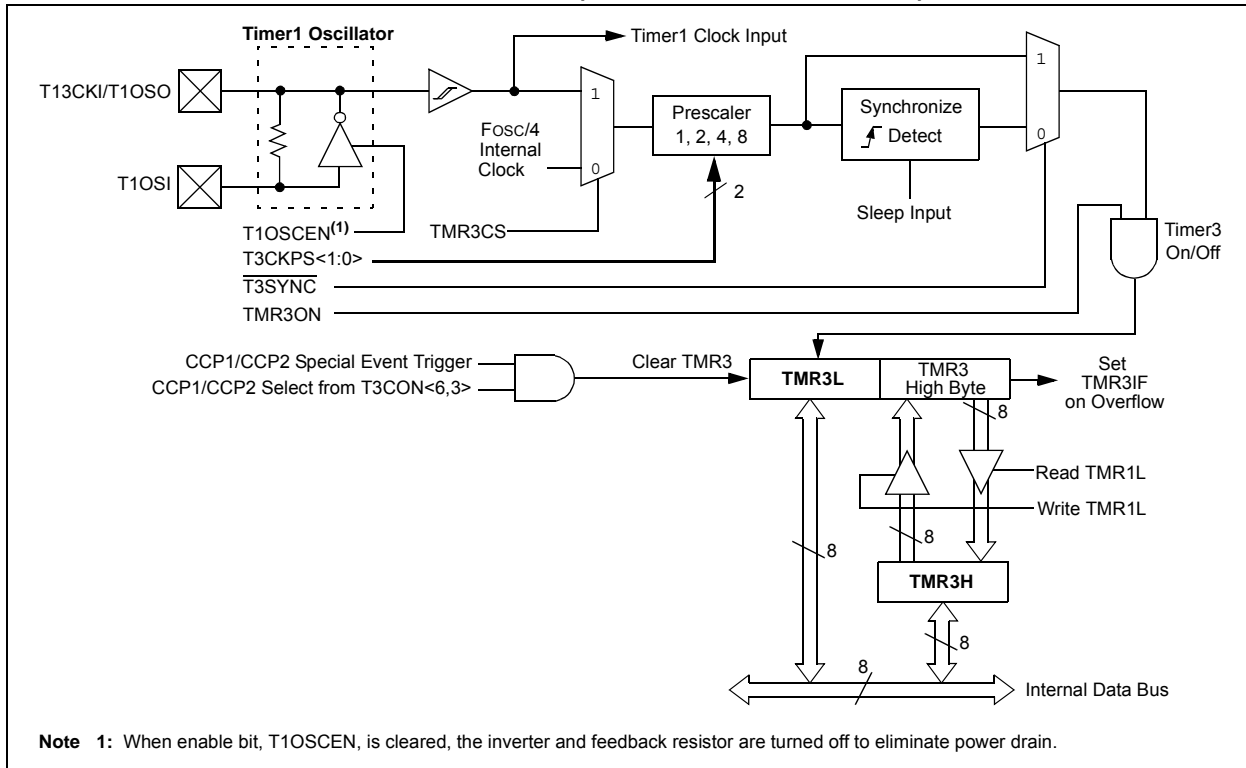 Timer1 Oscillator
Timer1 Clock Input
T13CKI/T1OSO
T1OSI
1
FOSC/4
Internal
Clock
0
Prescaler
1, 2, 4, 8
2
Synchronize
Detect
Sleep Input
1
0
T1OSCEN(1)
TMR3CS
T3CKPS<1:0>
T3SYNC
TMR3ON
Timer3
On/Off
CCP1/CCP2 Special Event Trigger
CCP1/CCP2 Select from T3CON<6,3>
Clear TMR3
TMR3L
TMR3
High Byte
Set
TMR3IF
on Overflow
8
Read TMR1L
Write TMR1L
8
8
TMR3H
8
8
Internal Data Bus
Note 1: When enable bit, T1OSCEN, is cleared, the inverter and feedback resistor are turned off to eliminate power drain.